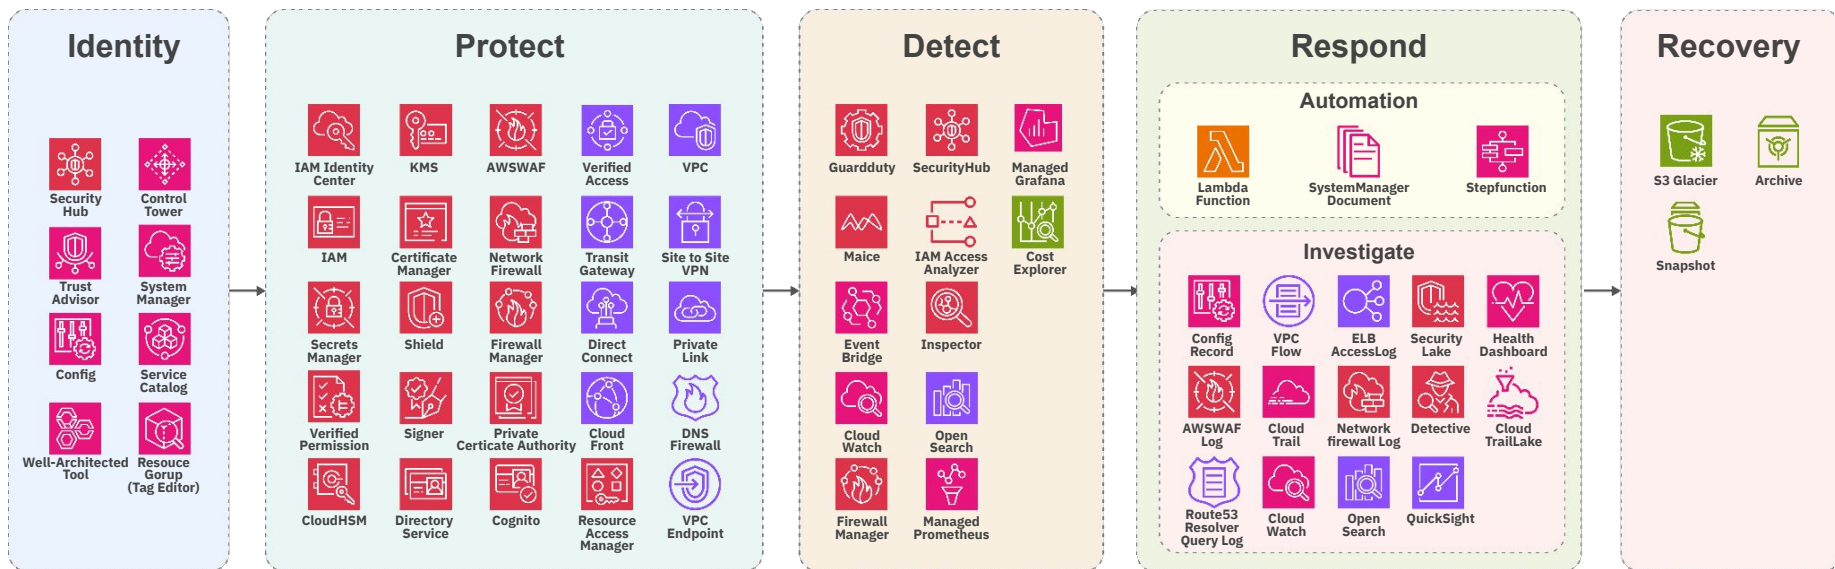 Identity
Security
Hub
Control
Tower
Trust
Advisor
System
Manager
Config
Service
Catalog
Well-Architected
Tool
Resouce
Gorup
(Tag Editor)
Protect
IAM Identity
Center
KMS
AWSWAF
Verified
Access
VPC
IAM
Certificate
Manager
Network
Firewall
Transit
Gateway
Site to Site
VPN
Secrets
Manager
Shield
Firewall
Manager
Direct
Connect
Private
Link
Verified
Permission
Signer
Private
Certicate Authority
Cloud
Front
DNS
Firewall
CloudHSM
Directory
Service
Cognito
Resource
Access
Manager
VPC
Endpoint
Detect
Guardduty
SecurityHub
Managed
Grafana
Maice
IAM Access
Analyzer
Cost
Explorer
Event
Bridge
Inspector
Cloud
Watch
Open
Search
Firewall
Manager
Managed
Prometheus
Respond
Automation
Lambda
Function
SystemManager
Document
Stepfunction
Investigate
Config
Record
VPC
Flow
ELB
AccessLog
Security
Lake
Health
Dashboard
AWSWAF
Log
Cloud
Trail
Network
firewall Log
Detective
Cloud
TrailLake
Route53
Resolver
Query Log
Cloud
Watch
Open
Search
QuickSight
Recovery
S3 Glacier
Archive
Snapshot